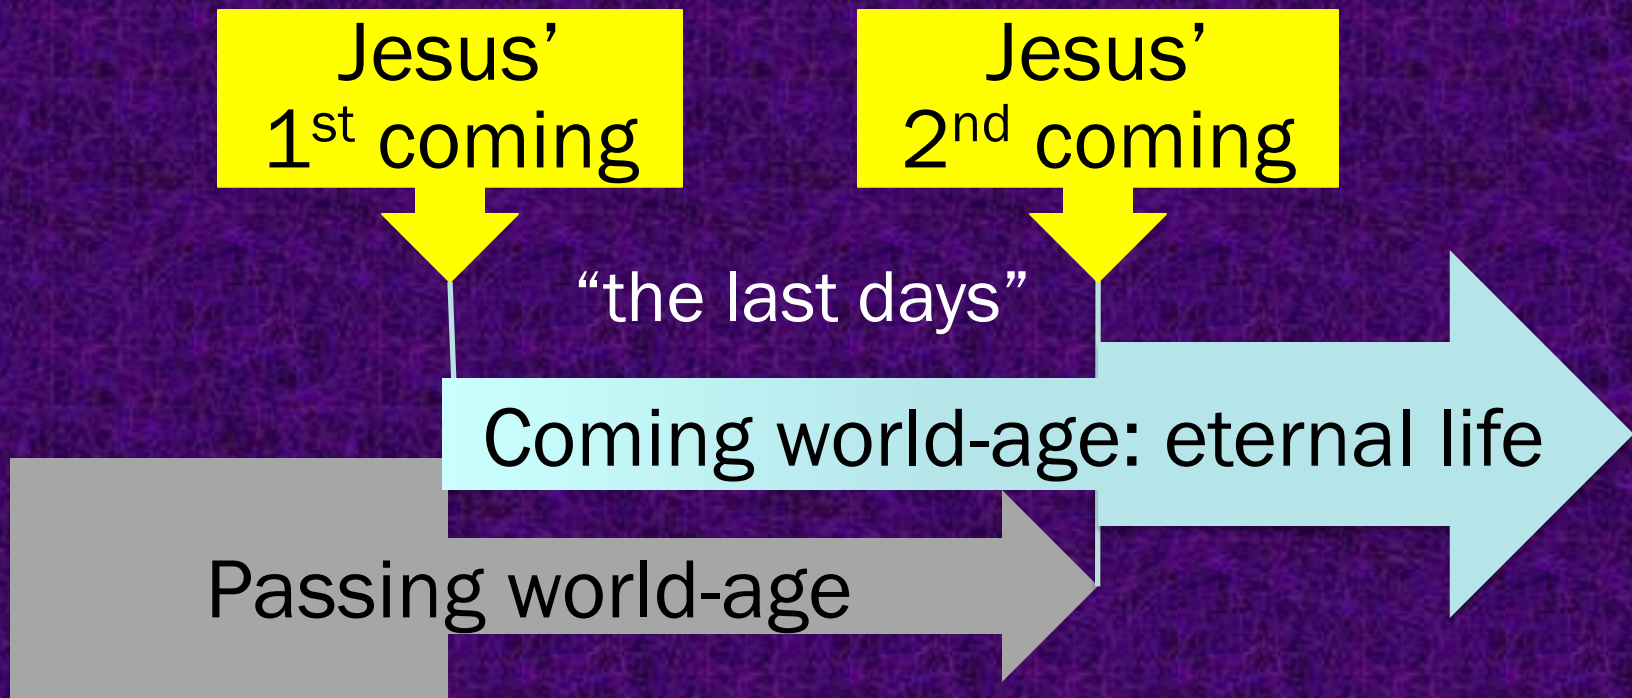 Jesus’
1st coming
Jesus’
2nd coming
“the last days”
Coming world-age: eternal life
Passing world-age